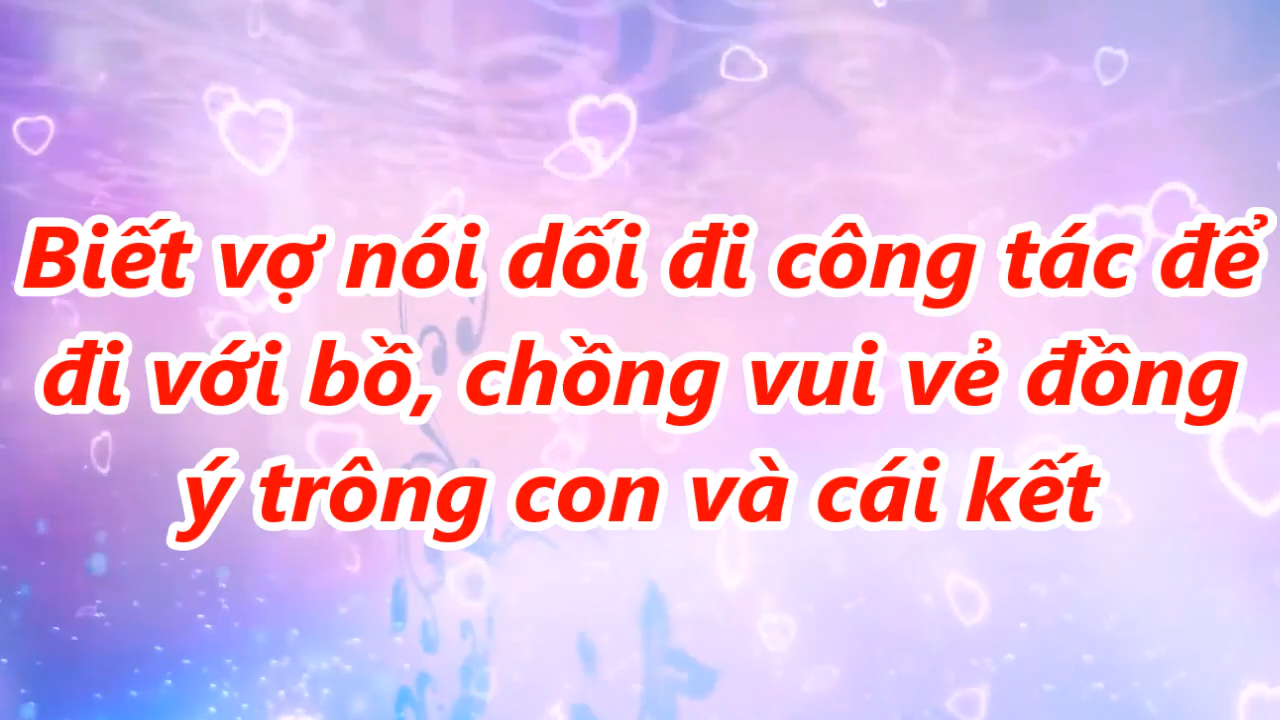 Biết vợ nói dối đi công tác để
đi với bồ, chồng vui vẻ đồng
ý trông con và cái kết